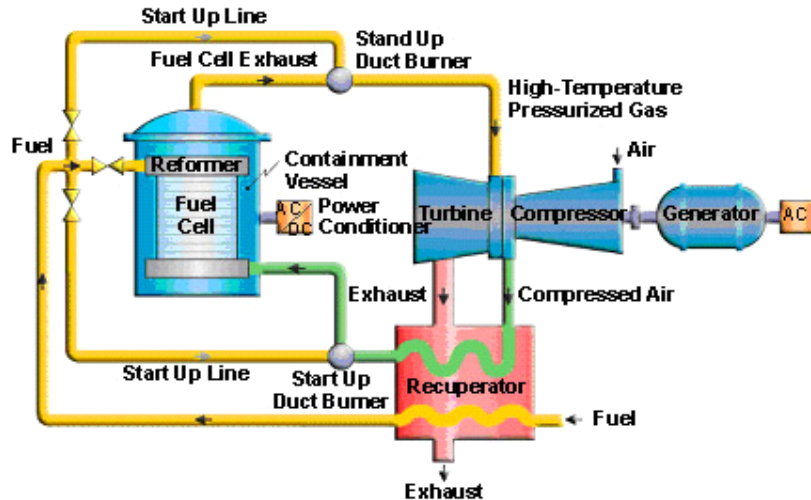 Start Up Line
Stand Up
Duct Burner
Fuel Cell Exhaust
High-Temperature
Pressurized Gas
Fuel
Air
Reformer
Containment
Vessel
Fuel
Cell
AC
DC
Power
Conditioner
Turbine
Compressor
Generator
AC
Exhaust
Compressed Air
Start Up Line
Start Up
Duct Burner
Recuperator
Fuel
Exhaust